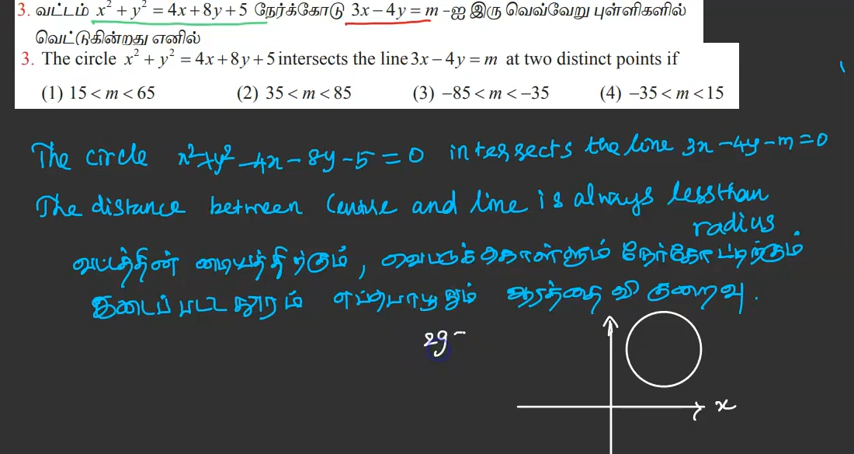 3. வட்டம் x² + y² = 4x + 8y + 5 நேர்க்கோடு 3x – 4y = m -ஐ இரு வெவ்வேறு புள்ளிகளில்
வெட்டுகின்றது எனில்
3. The circle x² + y² = 4x + 8y + 5 intersects the line 3x – 4y = m at two distinct points if
(1) 15 < m < 65 (2) 35 < m < 85 (3) –85 < m < –35 (4) –35 < m < 15
The circle x²+y²-4x-8y-5=0 intersects the line 3x-4y-m=0
The distance between Centre and line is always lessthan
radius
வட்டத்தின் மையத்திற்கும், நேர்கோட்டிற்கும்
இடைப்பட்ட தூரம் எப்பொழுதும் ஆரத்தை வி குறைவு.
2g-
x